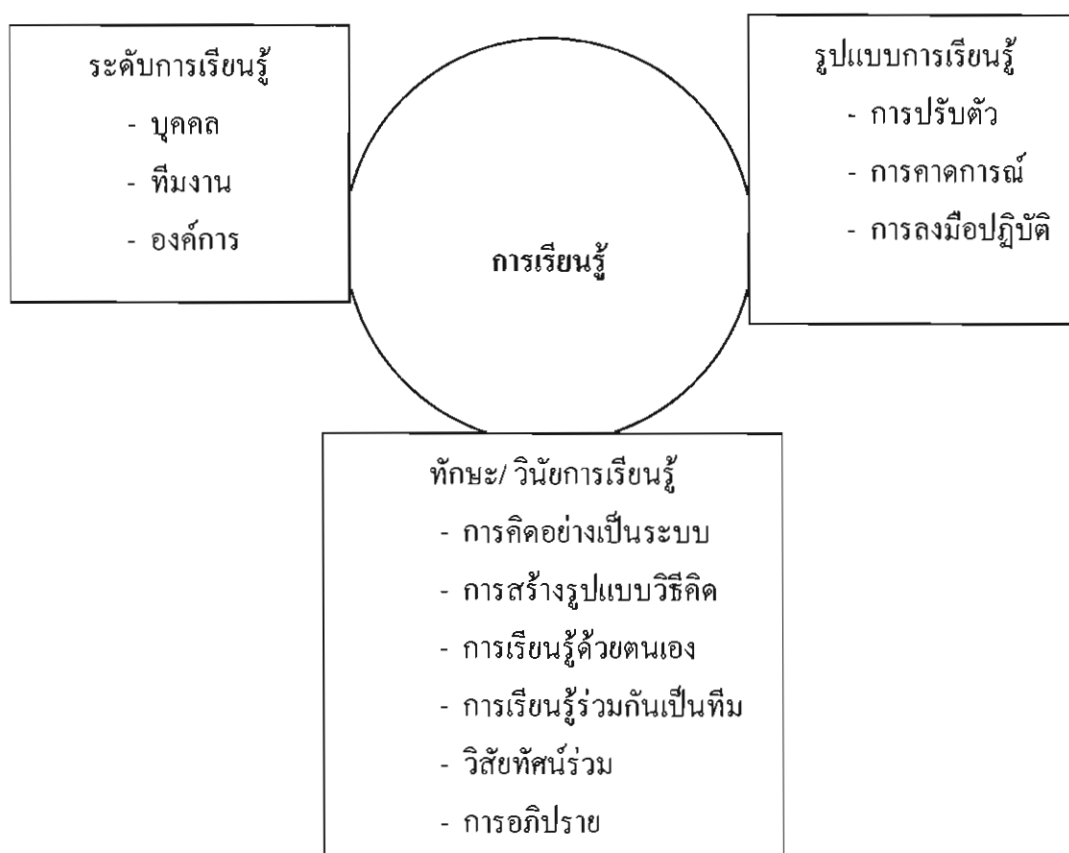 ระดับการเรียนรู้
- บุคคล
- ทีมงาน
- องค์การ
รูปแบบการเรียนรู้
- การปรับตัว
- การคาดการณ์
- การลงมือปฏิบัติ
การเรียนรู้
ทักษะ/ วินัยการเรียนรู้
- การคิดอย่างเป็นระบบ
- การสร้างรูปแบบวิธีคิด
- การเรียนรู้ด้วยตนเอง
- การเรียนรู้ร่วมกันเป็นทีม
- วิสัยทัศน์ร่วม
- การอภิปราย